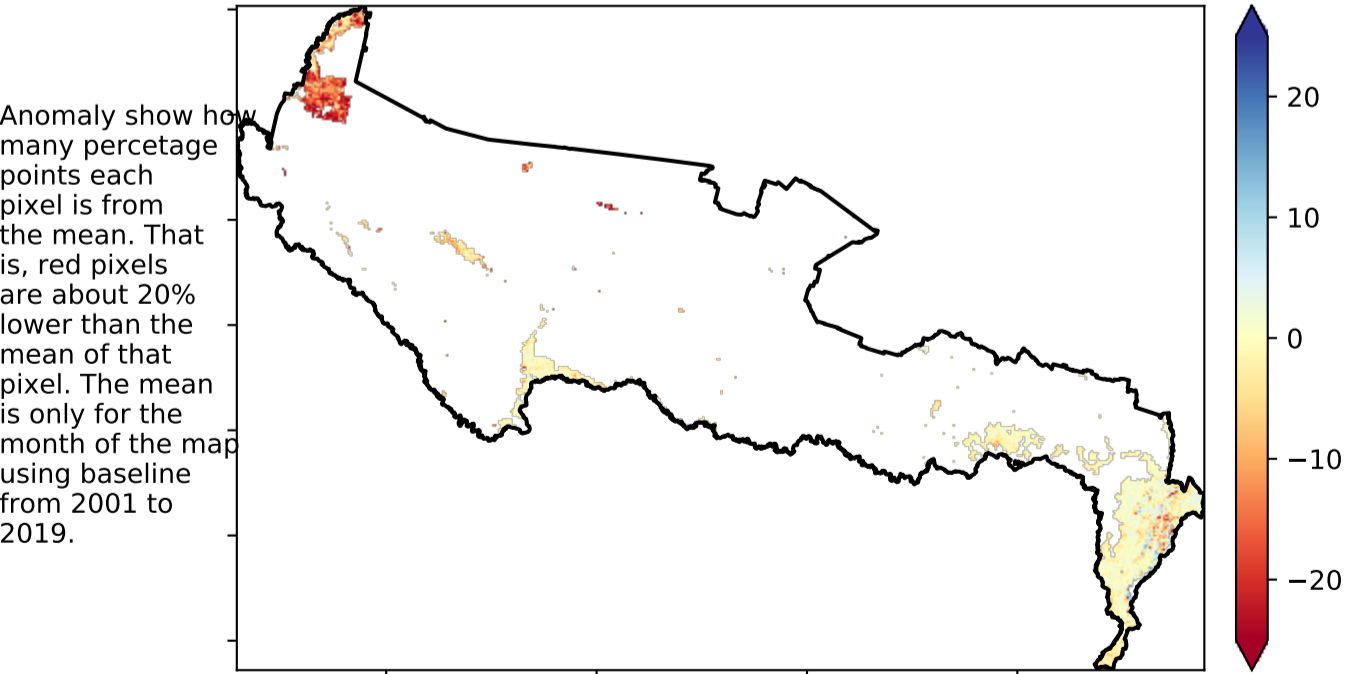 Anomaly show how
many percetage
points each
pixel is from
the mean. That
is, red pixels
are about 20%
lower than the
mean of that
pixel. The mean
is only for the
month of the map
using baseline
from 2001 to
2019.
20
10
0
−10
−20